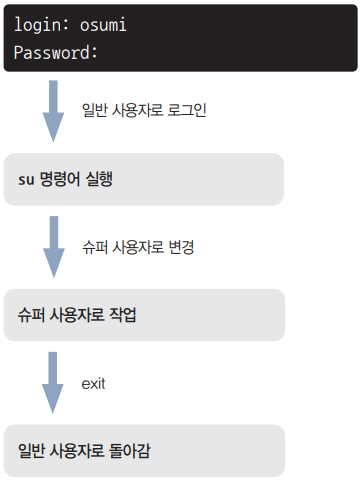 login: osumi
Password:
일반 사용자로 로그인
su 명령어 실행
슈퍼 사용자로 변경
슈퍼 사용자로 작업
exit
일반 사용자로 돌아감